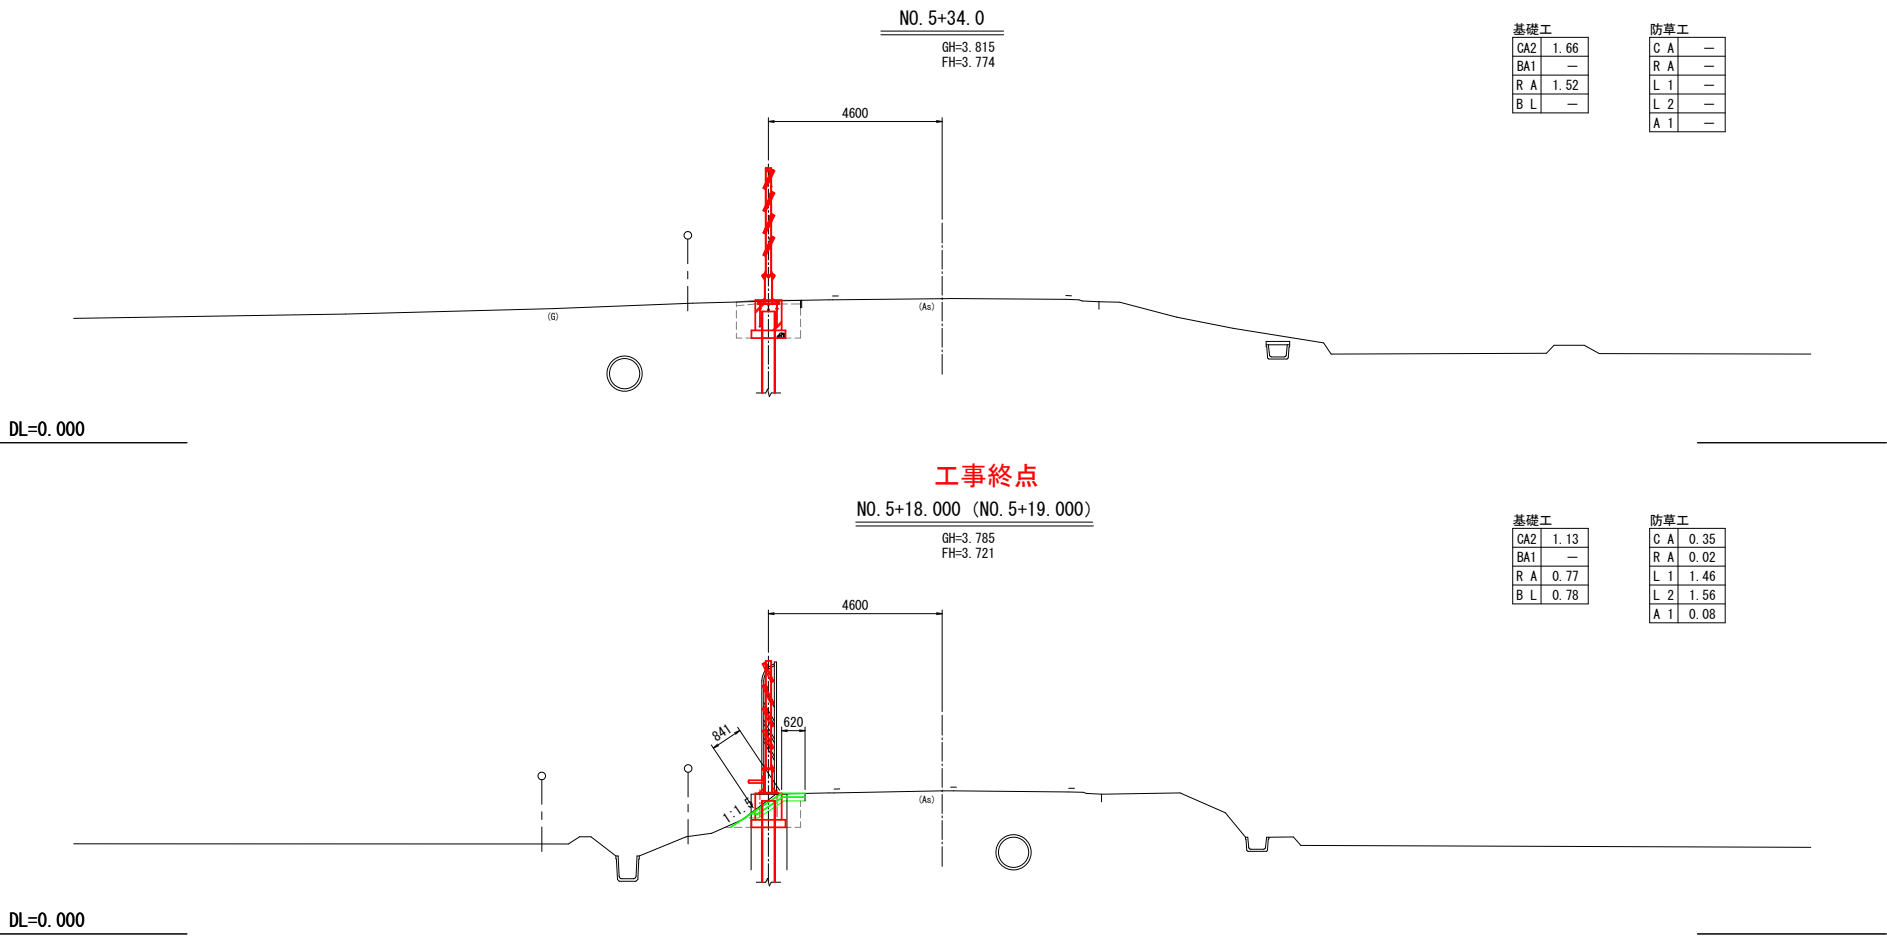 NO.5+34.0
GH=3.815
FH=3.774
基礎工
CA2 1.66
BA1 —
R A 1.52
B L —
防草工
C A —
R A —
L 1 —
L 2 —
A 1 —
4600
(G)
(As)
DL=0.000
工事終点
NO.5+18.000 (NO.5+19.000)
GH=3.785
FH=3.721
基礎工
CA2 1.13
BA1 —
R A 0.77
B L 0.78
防草工
C A 0.35
R A 0.02
L 1 1.46
L 2 1.56
A 1 0.08
4600
841
620
1:1.5
(As)
DL=0.000